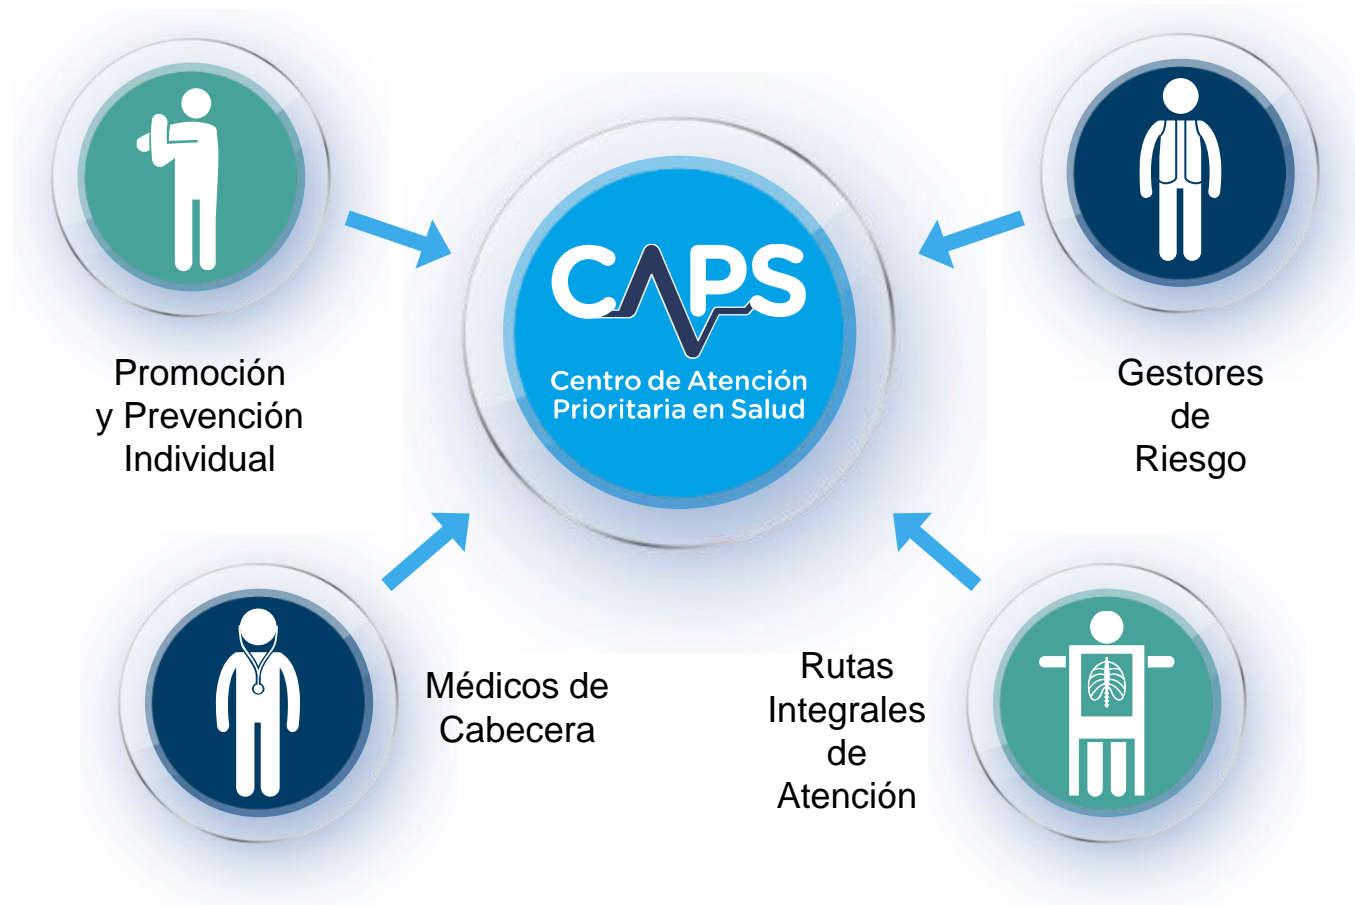 CAPS
Centro de Atención
Prioritaria en Salud
Promoción
y Prevención
Individual
Gestores
de
Riesgo
Médicos de
Cabecera
Rutas
Integrales
de
Atención